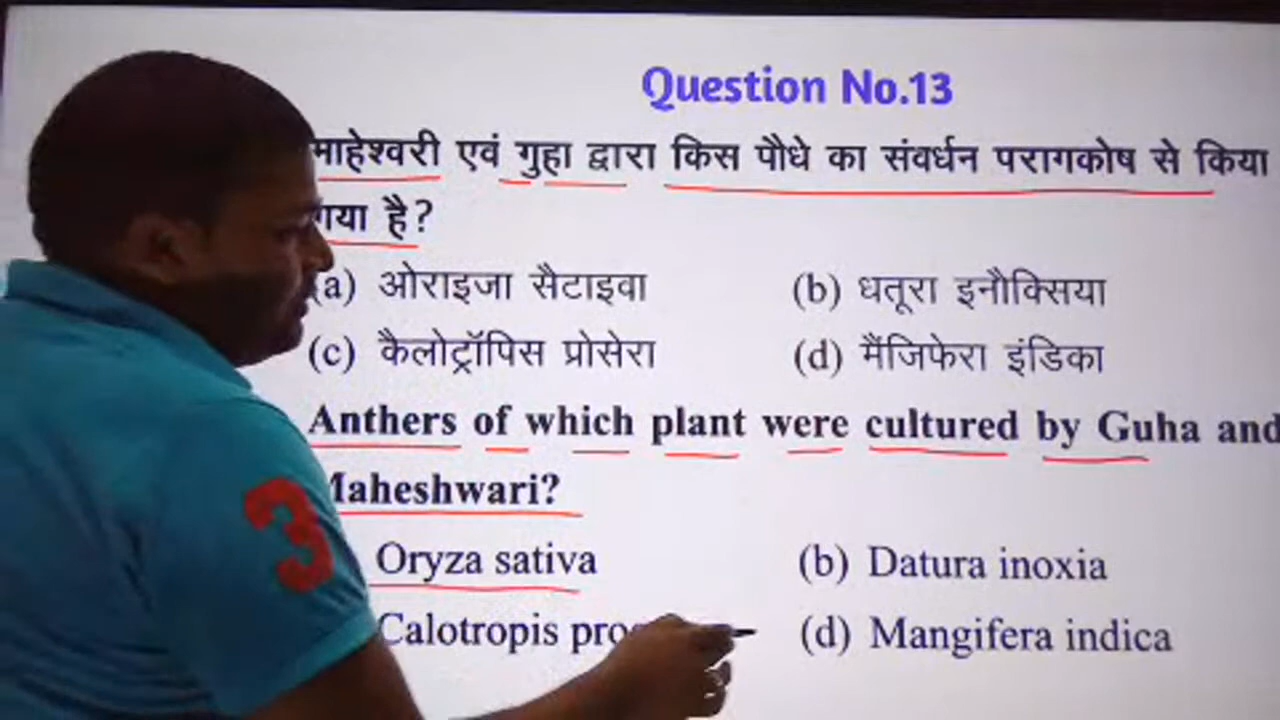 Question No.13
माहेश्वरी एवं गुहा द्वारा किस पौधे का संवर्धन परागकोष से किया
गया है?
(a) ओराइजा सैटाइवा (b) धतूरा इनौक्सिया
(c) कैलोट्रॉपिस प्रोसेरा (d) मैंजिफेरा इंडिका
Anthers of which plant were cultured by Guha and
Maheshwari?
Oryza sativa (b) Datura inoxia
Calotropis (d) Mangifera indica
3